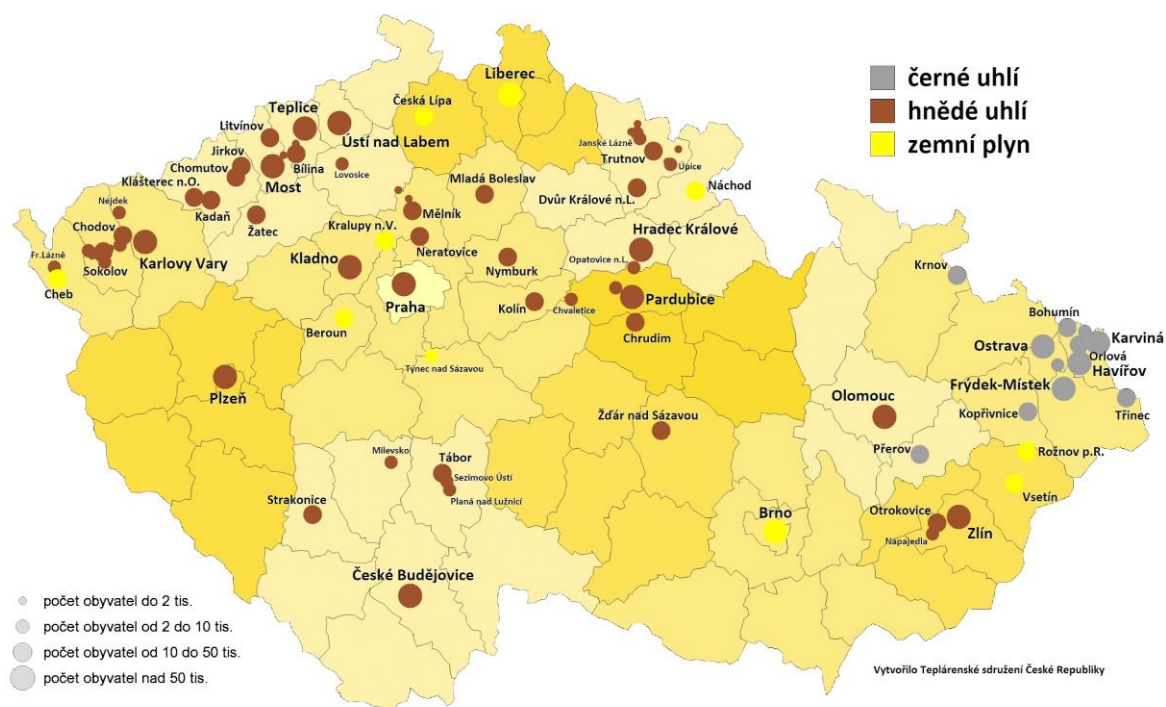 černé uhlí
hnědé uhlí
zemní plyn
Liberec
Česká Lípa
Teplice
Litvínov
Ústí nad Labem
Jirkov
Chomutov
Bílina
Klášterec n.O.
Most
Lovosice
Kadaň
Žatec
Nejdek
Chodov
Fr.Lázně
Sokolov
Karlovy Vary
Cheb
Mladá Boleslav
Mělník
Kralupy n.V.
Neratovice
Kladno
Nymburk
Praha
Kolín
Chvaletice
Beroun
Týnec nad Sázavou
Janské Lázně
Trutnov
Úpice
Náchod
Dvůr Králové n.L.
Hradec Králové
Opatovice n.L.
Pardubice
Chrudim
Krnov
Bohumín
Karviná
Ostrava
Orlová
Havířov
Frýdek-Místek
Třinec
Kopřivnice
Olomouc
Přerov
Rožnov p.R.
Vsetín
Plzeň
Žďár nad Sázavou
Milevsko
Tábor
Sezimovo Ústí
Planá nad Lužnicí
Strakonice
Brno
Otrokovice
Zlín
Napajedla
České Budějovice
počet obyvatel do 2 tis.
počet obyvatel od 2 do 10 tis.
počet obyvatel od 10 do 50 tis.
počet obyvatel nad 50 tis.
Vytvořilo Teplárenské sdružení České Republiky